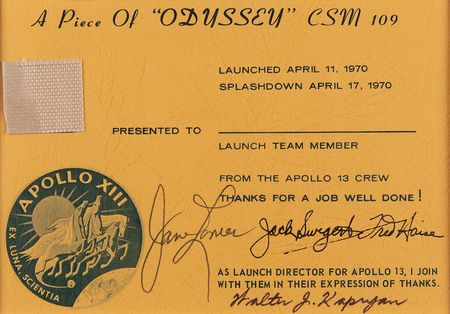 A Piece Of "ODYSSEY" CSM 109
LAUNCHED APRIL 11, 1970
SPLASHDOWN APRIL 17, 1970
PRESENTED TO
LAUNCH TEAM MEMBER
FROM THE APOLLO 13 CREW
THANKS FOR A JOB WELL DONE!
APOLLO XIII
EX LUNA, SCIENTIA
Jim Lovell
Jack Swigert Fred Haise
AS LAUNCH DIRECTOR FOR APOLLO 13, I JOIN
WITH THEM IN THEIR EXPRESSION OF THANKS.
Walter J. Kapryan